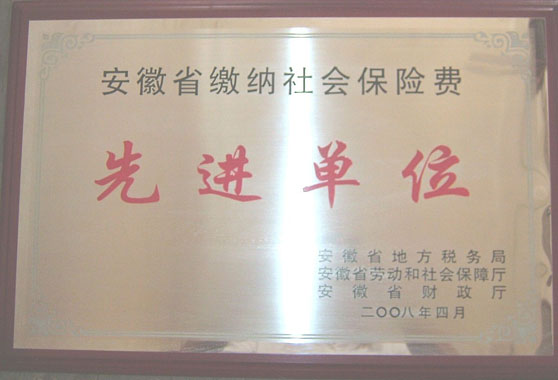 安徽省缴纳社会保险费
先进单位
安徽省地方税务局
安徽省劳动和社会保障厅
安徽省财政厅
二〇〇八年四月